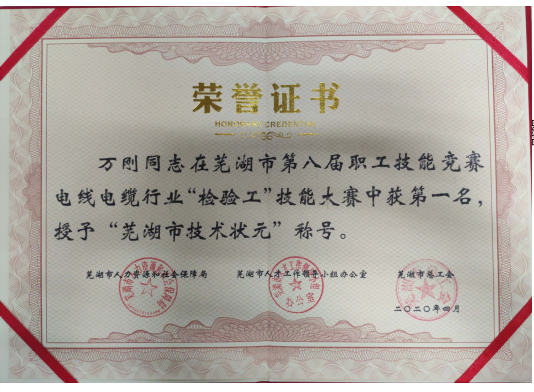 荣誉证书
HONORARY CREDENTIAL
万刚同志在芜湖市第八届职工技能竞赛
电线电缆行业“检验工”技能大赛中获第一名,
授予“芜湖市技术状元”称号。
芜湖市人力资源和社会保障局 芜湖市人才工作领导小组办公室 芜湖市总工会
二〇二〇年四月